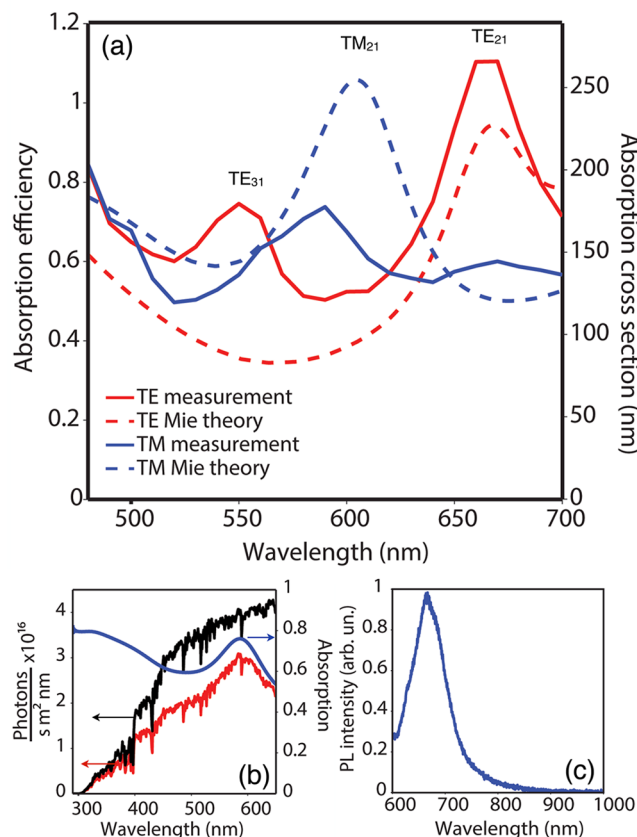 (a)
TM21
TE21
TE31
1.2
1
0.8
0.6
0.4
0.2
0
250
200
150
100
50
0
Absorption efficiency
Absorption cross section (nm)
TE measurement
TE Mie theory
TM measurement
TM Mie theory
500 550 600 650 700
Wavelength (nm)
4
3
2
1
0
Photons
s m² nm
x10¹⁶
1
0.8
0.6
0.4
0.2
0
Absorption
(b)
300 400 500 600
Wavelength (nm)
1
0.8
0.6
0.4
0.2
0
PL intensity (arb. un.)
(c)
600 700 800 900 1000
Wavelength (nm)